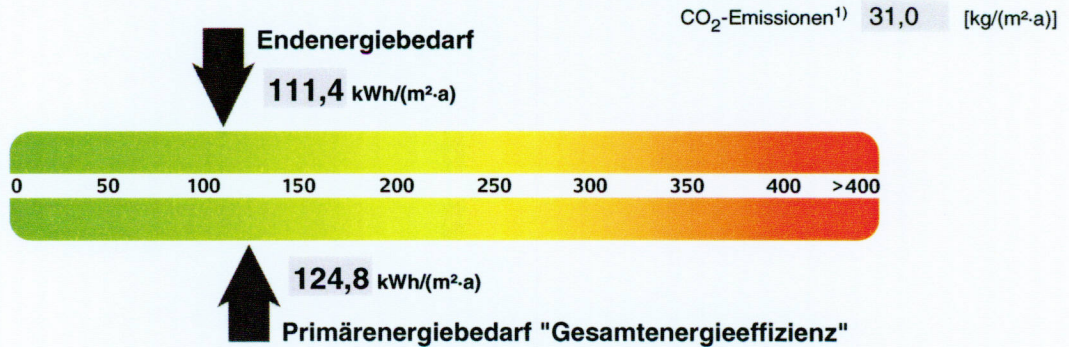 CO₂-Emissionen¹⁾ 31,0 [kg/(m²·a)]
Endenergiebedarf
111,4 kWh/(m²·a)
0 50 100 150 200 250 300 350 400 >400
124,8 kWh/(m²·a)
Primärenergiebedarf "Gesamtenergieeffizienz"